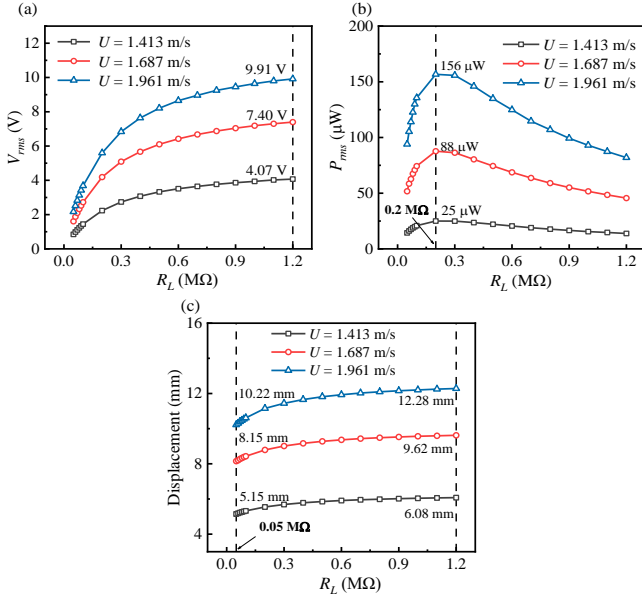 (a)
U = 1.413 m/s
U = 1.687 m/s
U = 1.961 m/s
9.91 V
7.40 V
4.07 V
12
10
8
6
4
2
0
V_rms (V)
0.0 0.3 0.6 0.9 1.2
R_L (MΩ)
(b)
U = 1.413 m/s
U = 1.687 m/s
U = 1.961 m/s
156 μW
88 μW
0.2 MΩ
25 μW
200
150
100
50
0
P_rms (μW)
0.0 0.3 0.6 0.9 1.2
R_L (MΩ)
(c)
U = 1.413 m/s
U = 1.687 m/s
U = 1.961 m/s
10.22 mm
12.28 mm
8.15 mm
9.62 mm
5.15 mm
6.08 mm
0.05 MΩ
16
12
8
4
Displacement (mm)
0.0 0.3 0.6 0.9 1.2
R_L (MΩ)